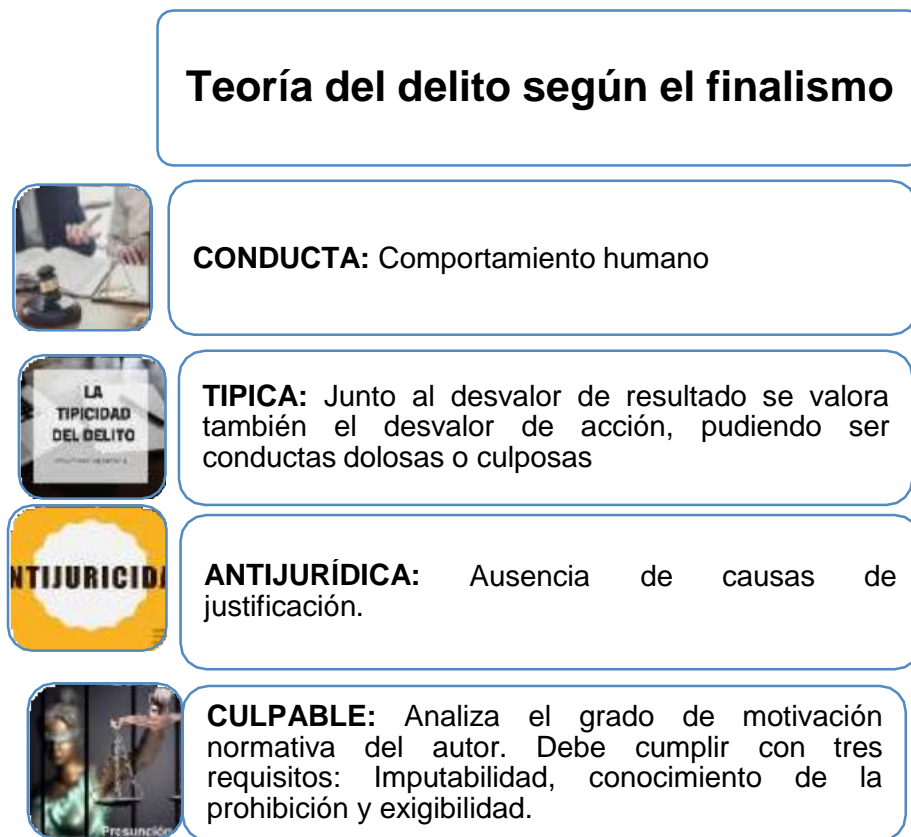 Teoría del delito según el finalismo
CONDUCTA: Comportamiento humano
LA
TIPICIDAD
DEL DELITO
TIPICA: Junto al desvalor de resultado se valora
también el desvalor de acción, pudiendo ser
conductas dolosas o culposas
NTIJURICID
ANTIJURÍDICA: Ausencia de causas de
justificación.
Presunción
CULPABLE: Analiza el grado de motivación
normativa del autor. Debe cumplir con tres
requisitos: Imputabilidad, conocimiento de la
prohibición y exigibilidad.